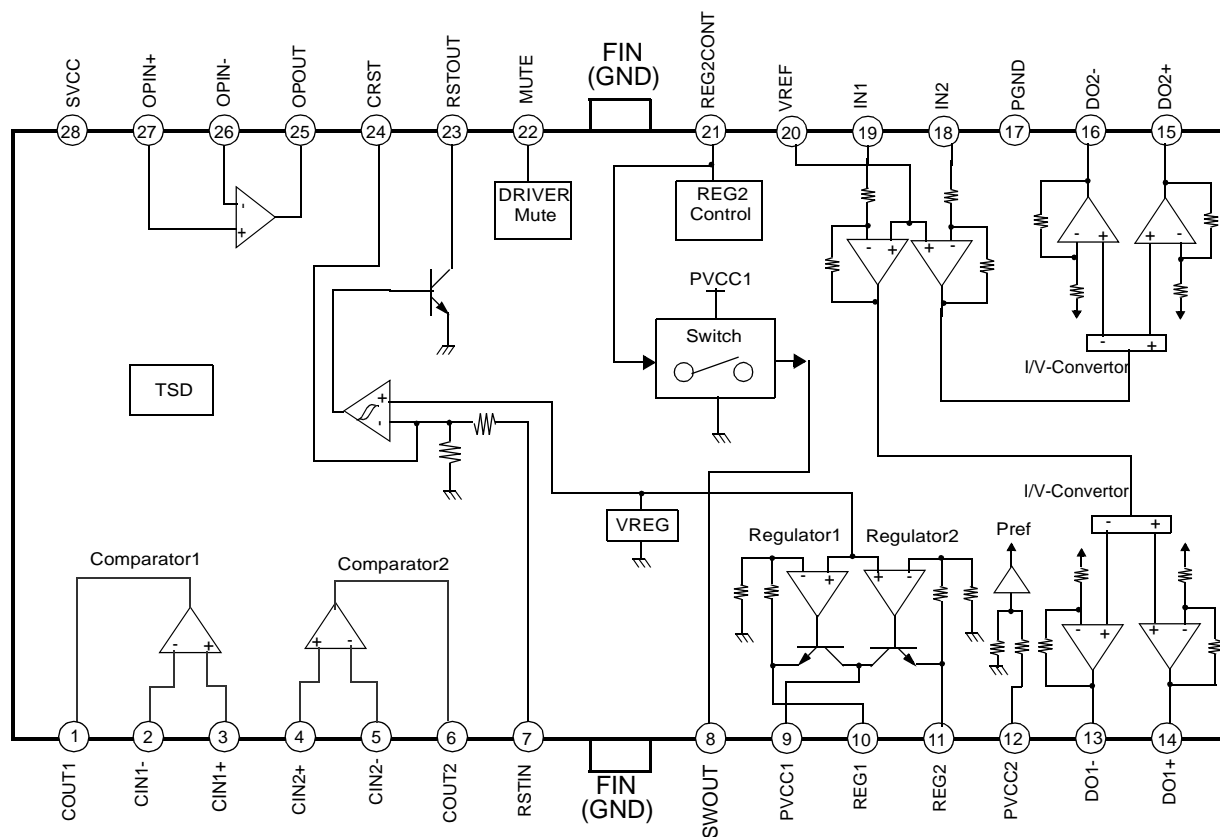 SVCC
OPIN+
OPIN-
OPOUT
CRST
RSTOUT
MUTE
FIN
(GND)
REG2CONT
VREF
IN1
IN2
PGND
DO2-
DO2+
28
27
26
25
24
23
22
21
20
19
18
17
16
15
DRIVER
Mute
REG2
Control
-
+
-
+
+
-
-
+
+
-
PVCC1
Switch
-
+
I/V-Convertor
TSD
+
-
I/V-Convertor
-
+
VREG
Regulator1
Regulator2
Pref
Comparator1
Comparator2
-
+
+
-
-
+
+
-
-
+
+
-
1
2
3
4
5
6
7
8
9
10
11
12
13
14
COUT1
CIN1-
CIN1+
CIN2+
CIN2-
COUT2
RSTIN
FIN
(GND)
SWOUT
PVCC1
REG1
REG2
PVCC2
DO1-
DO1+